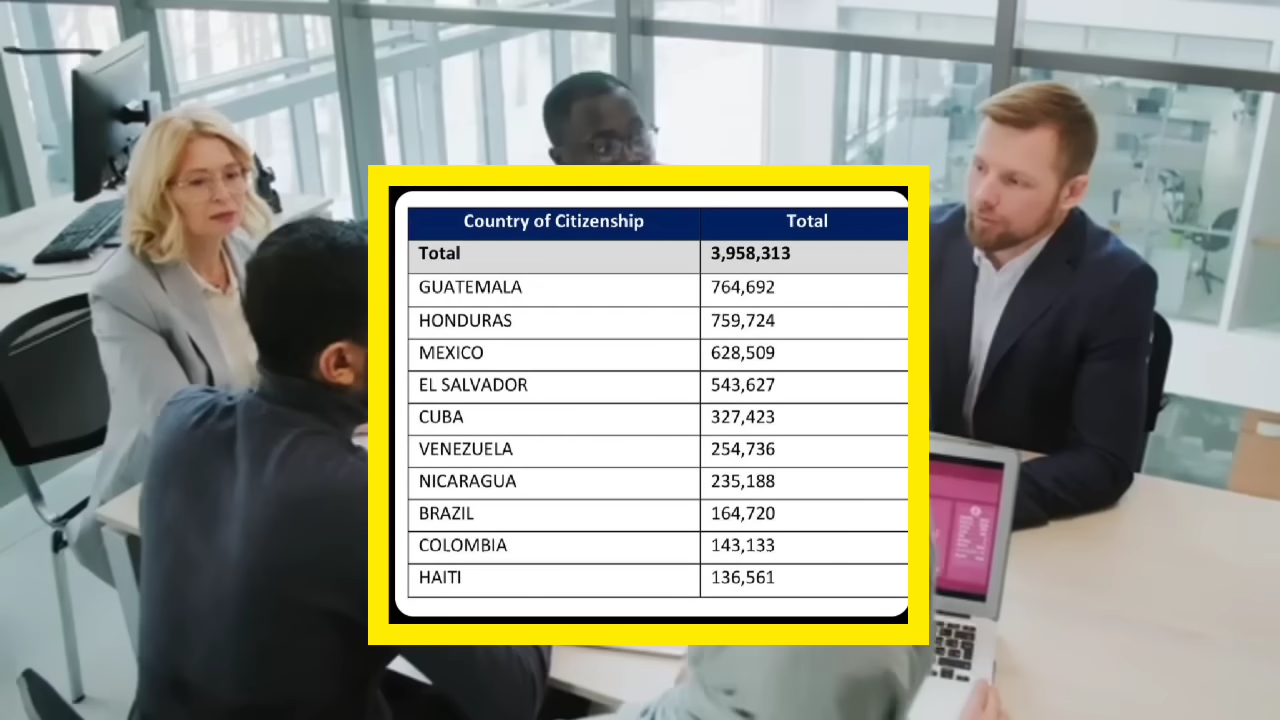 Country of Citizenship Total
Total 3,958,313
GUATEMALA 764,692
HONDURAS 759,724
MEXICO 628,509
EL SALVADOR 543,627
CUBA 327,423
VENEZUELA 254,736
NICARAGUA 235,188
BRAZIL 164,720
COLOMBIA 143,133
HAITI 136,561